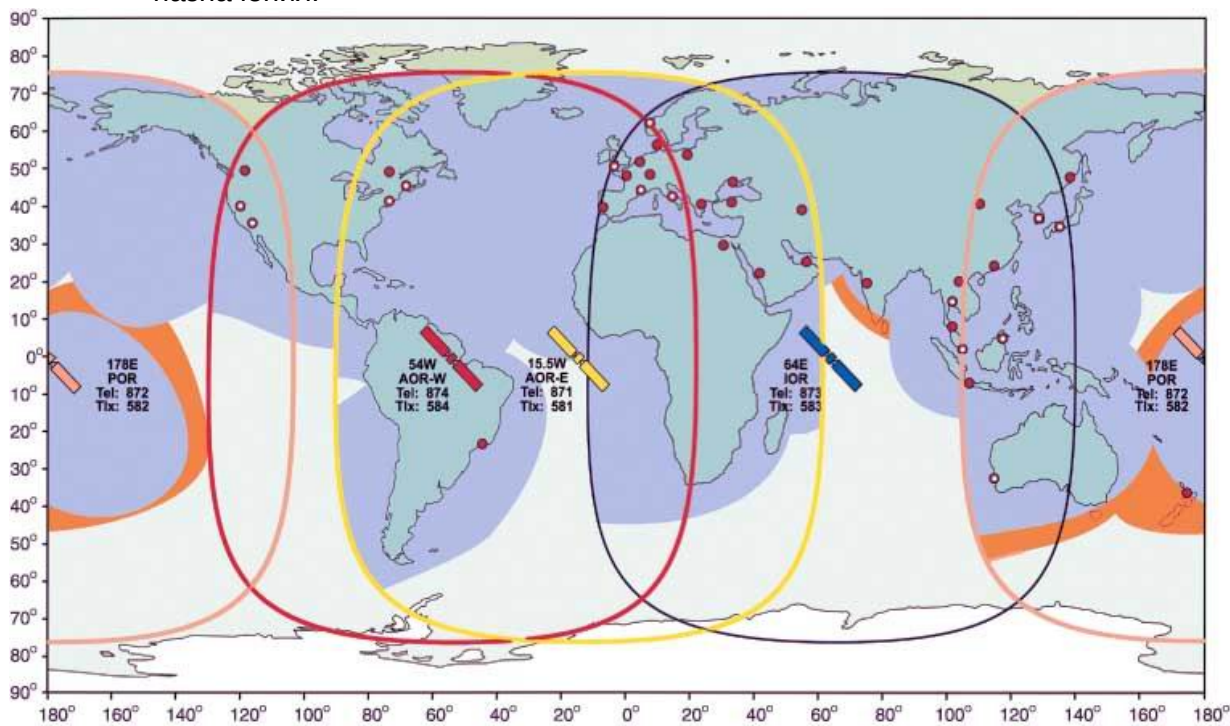 90°
80°
70°
60°
50°
40°
30°
20°
10°
0°
10°
20°
30°
40°
50°
60°
70°
80°
90°
178E
POR
Tel: 872
Tlx: 582
54W
AOR-W
Tel: 874
Tlx: 584
15.5W
AOR-E
Tel: 871
Tlx: 581
64E
IOR
Tel: 873
Tlx: 583
178E
POR
Tel: 872
Tlx: 582
180° 160° 120° 100° 80° 60° 40° 20° 0° 20° 40° 60° 80° 100° 120° 140° 160° 180